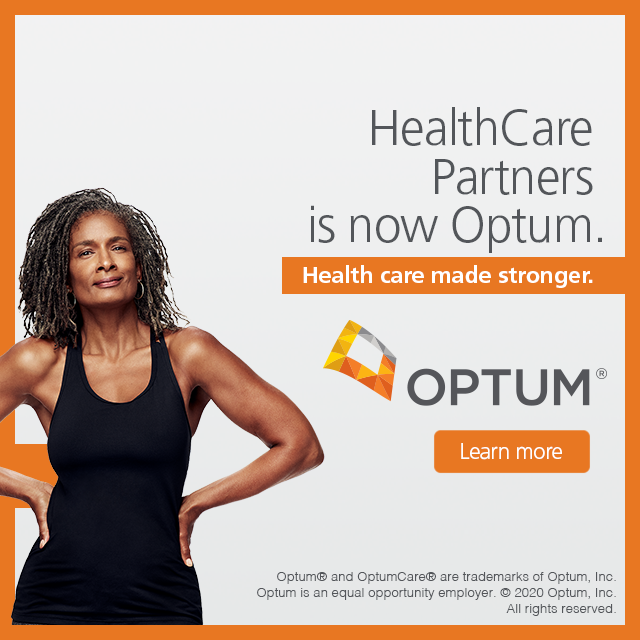 HealthCare
Partners
is now Optum.
Health care made stronger.
OPTUM®
Learn more
Optum® and OptumCare® are trademarks of Optum, Inc.
Optum is an equal opportunity employer. © 2020 Optum, Inc.
All rights reserved.